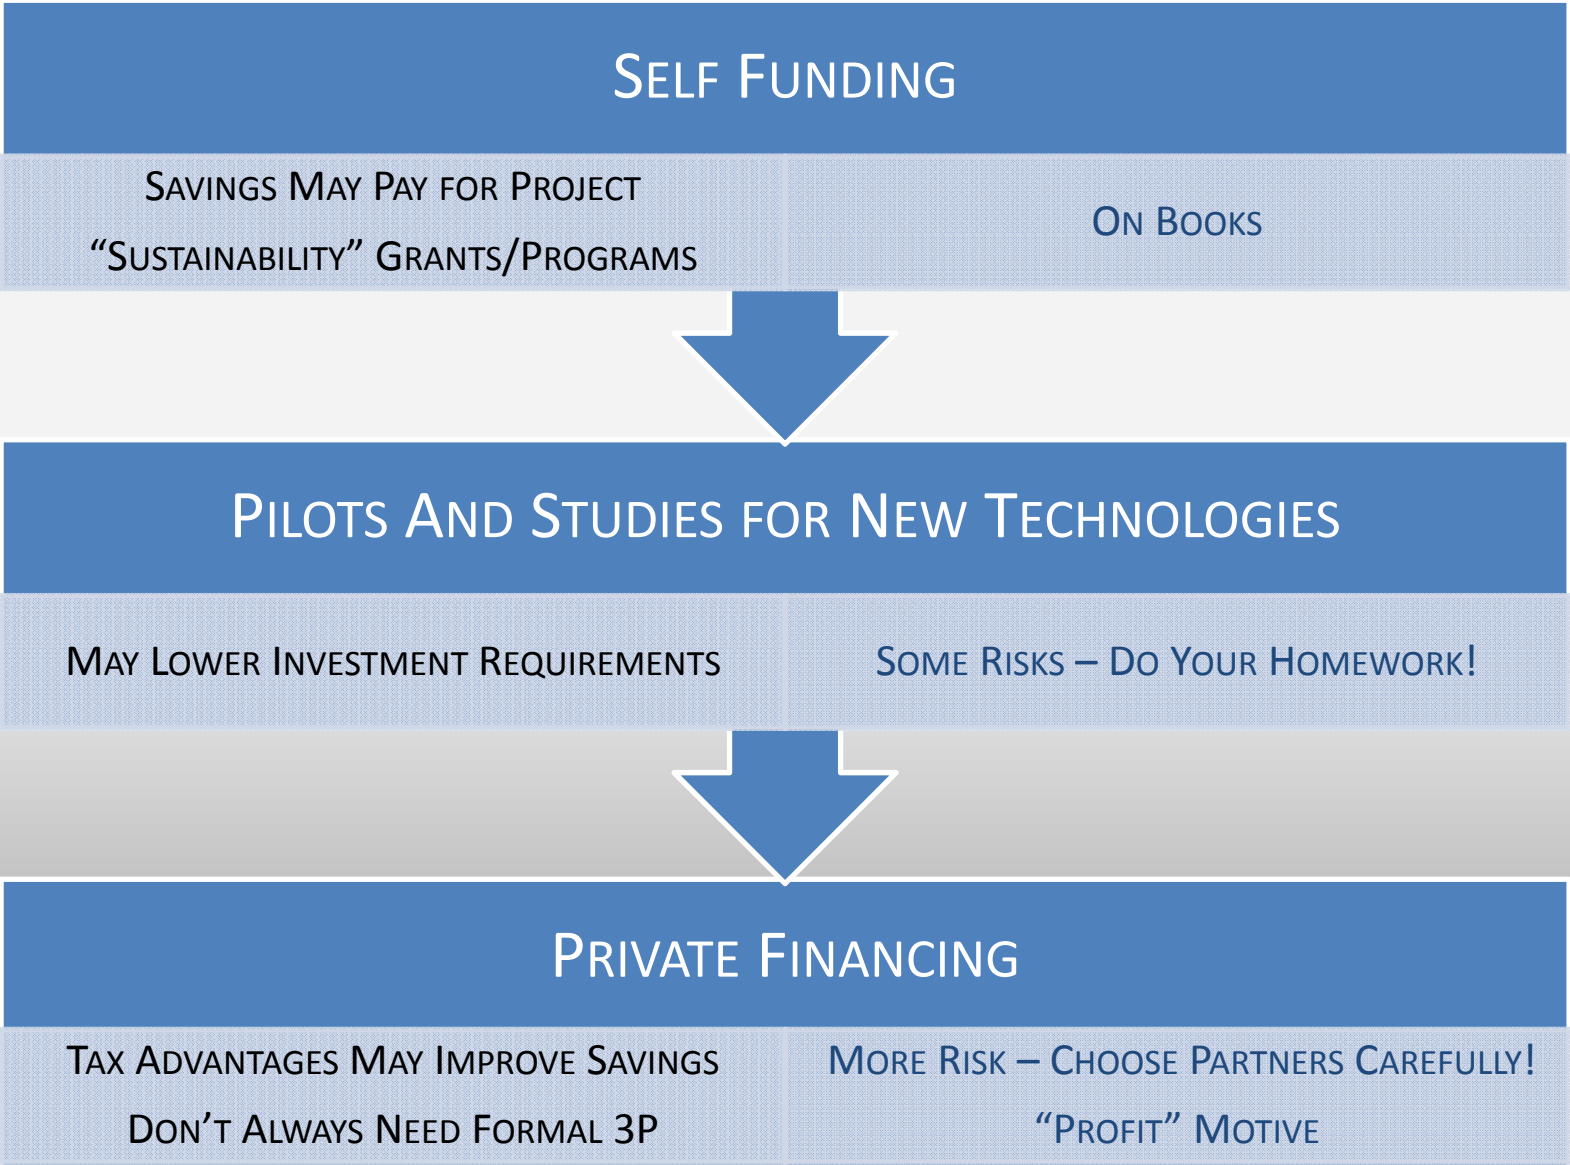 Self Funding
Savings May Pay for Project
“Sustainability” Grants/Programs
On Books
Pilots And Studies for New Technologies
May Lower Investment Requirements
Some Risks – Do Your Homework!
Private Financing
Tax Advantages May Improve Savings
Don’t Always Need Formal 3P
More Risk – Choose Partners Carefully!
“Profit” Motive